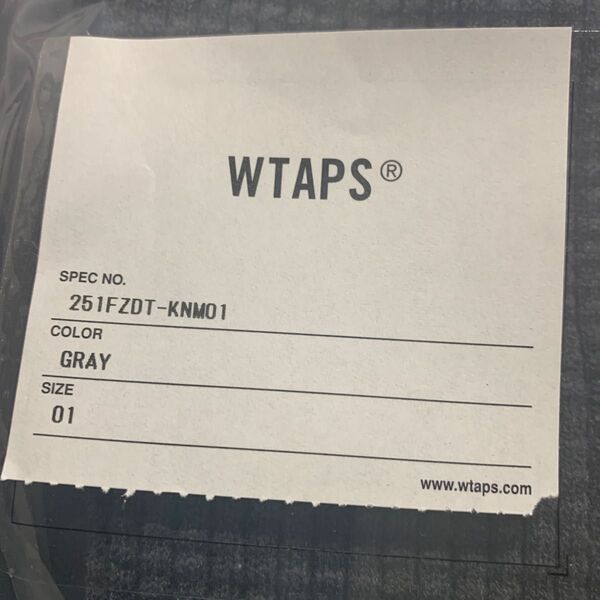 WTAPS®
SPEC NO.
251FZDT-KNM01
COLOR
GRAY
SIZE
01
www.wtaps.com